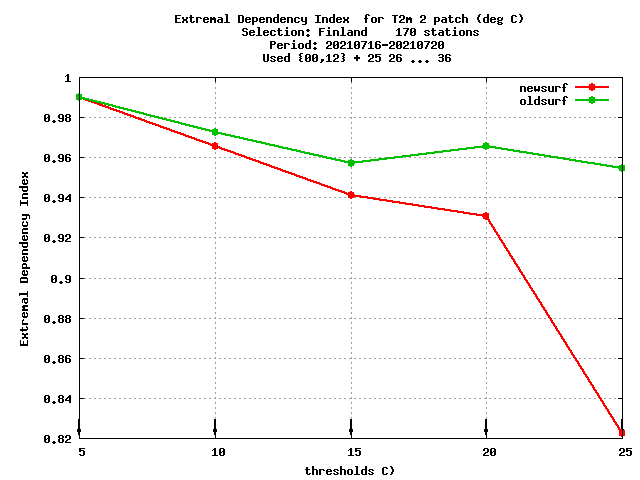 Extremal Dependency Index  for T2m 2 patch (deg C)
Selection: Finland    170 stations
Period: 20210716-20210720
Used {00,12} + 25 26 ... 36
newsurf
oldsurf
1
0.98
0.96
0.94
0.92
0.9
0.88
0.86
0.84
0.82
Extremal Dependency Index
5 10 15 20 25
thresholds C)